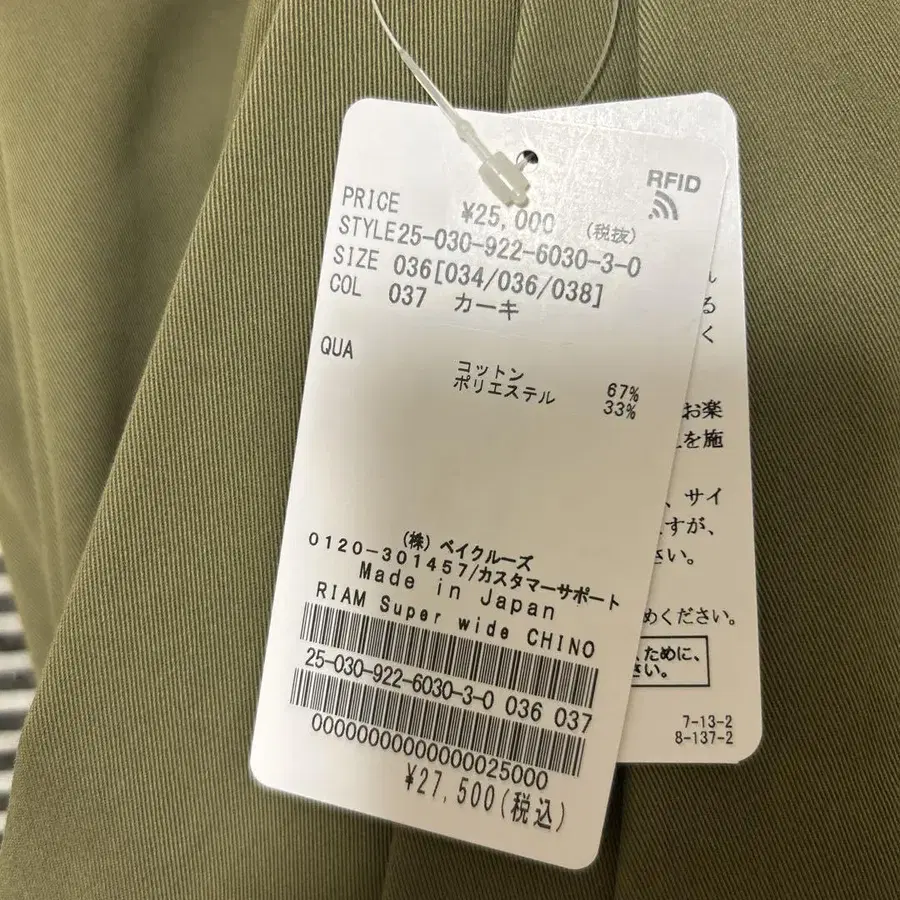 RFID
PRICE ¥25,000 (税抜)
STYLE25-030-922-6030-3-0
SIZE 036[034/036/038]
COL 037 カーキ
QUA
コットン 67%
ポリエステル 33%
(株) ベイクルーズ
0120-301457/カスタマーサポート
Made in Japan
RIAM Super wide CHINO
25-030-922-6030-3-0 036 037
0000000000000025000
¥27,500(税込)
る
く
お楽
を施
、サイ
すが、
さい。
めください。
ために、
さい。
7-13-2
8-137-2